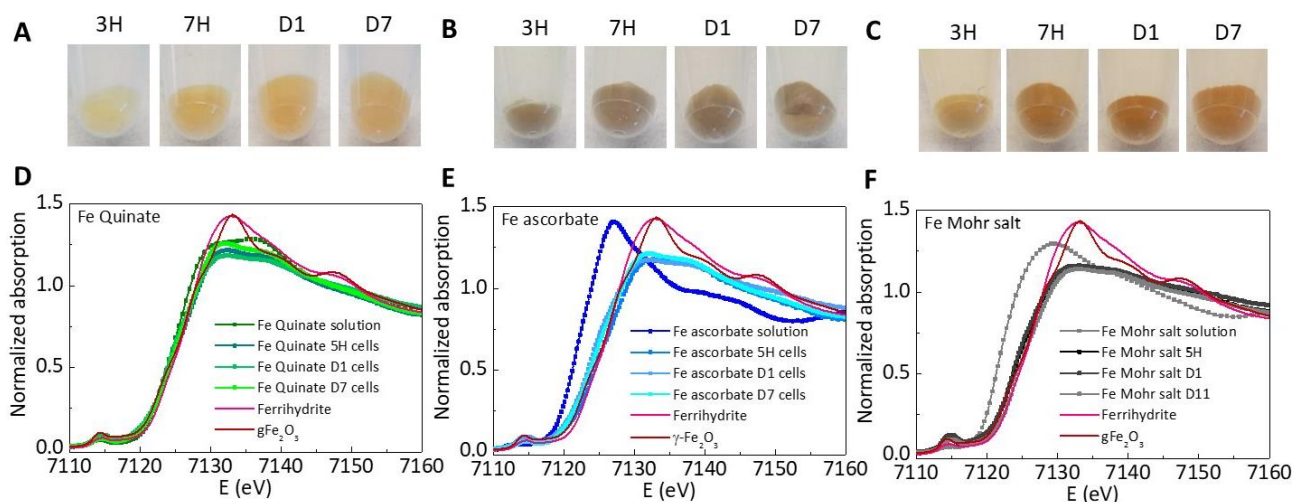 A
3H 7H D1 D7
B
3H 7H D1 D7
C
3H 7H D1 D7
D
Normalized absorption
1.5
1.0
0.5
0.0
Fe Quinate
Fe Quinate solution
Fe Quinate 5H cells
Fe Quinate D1 cells
Fe Quinate D7 cells
Ferrihydrite
gFe₂O₃
7110 7120 7130 7140 7150 7160
E (eV)
E
Normalized absorption
1.5
1.0
0.5
0.0
Fe ascorbate
Fe ascorbate solution
Fe ascorbate 5H cells
Fe ascorbate D1 cells
Fe ascorbate D7 cells
Ferrihydrite
γ-Fe₂O₃
7110 7120 7130 7140 7150 7160
E (eV)
F
Normalized absorption
1.5
1.0
0.5
0.0
Fe Mohr salt
Fe Mohr salt solution
Fe Mohr salt 5H
Fe Mohr salt D1
Fe Mohr salt D11
Ferrihydrite
gFe₂O₃
7110 7120 7130 7140 7150 7160
E (eV)